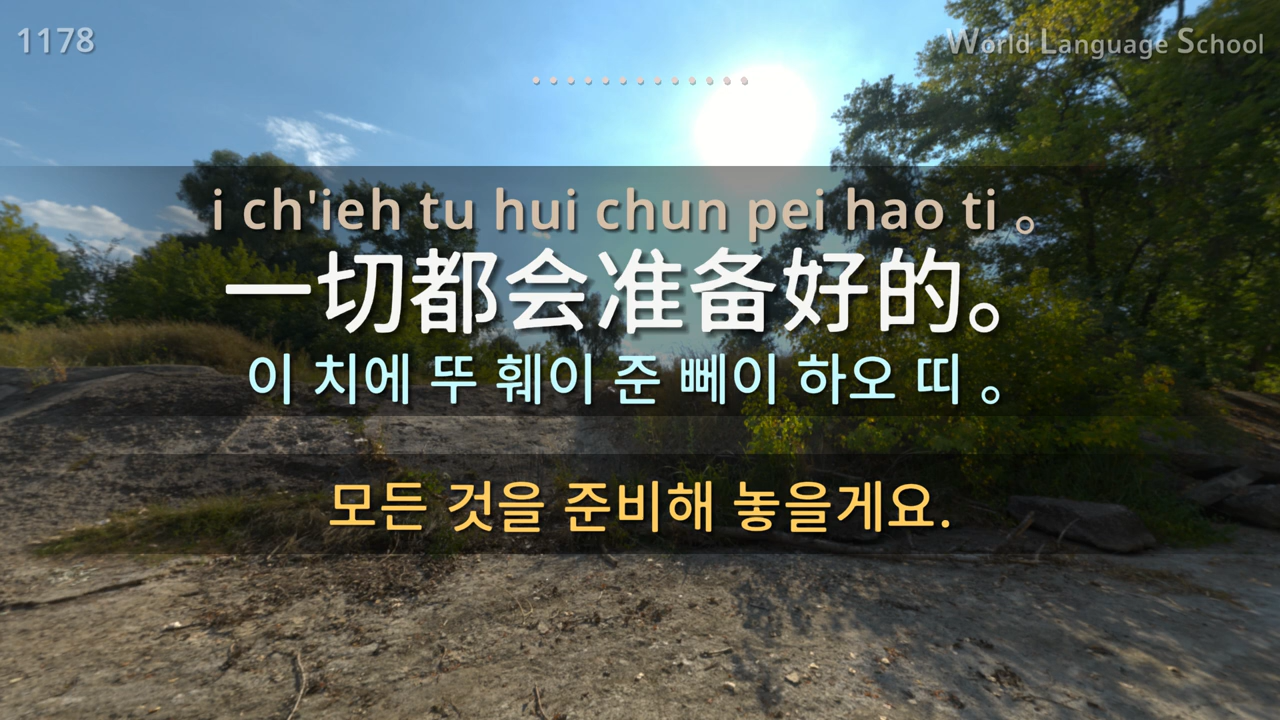 1178
World Language School
i ch'ieh tu hui chun pei hao ti 。
一切都会准备好的。
이 치에 뚜 훼이 준 뻬이 하오 띠 。
모든 것을 준비해 놓을게요.